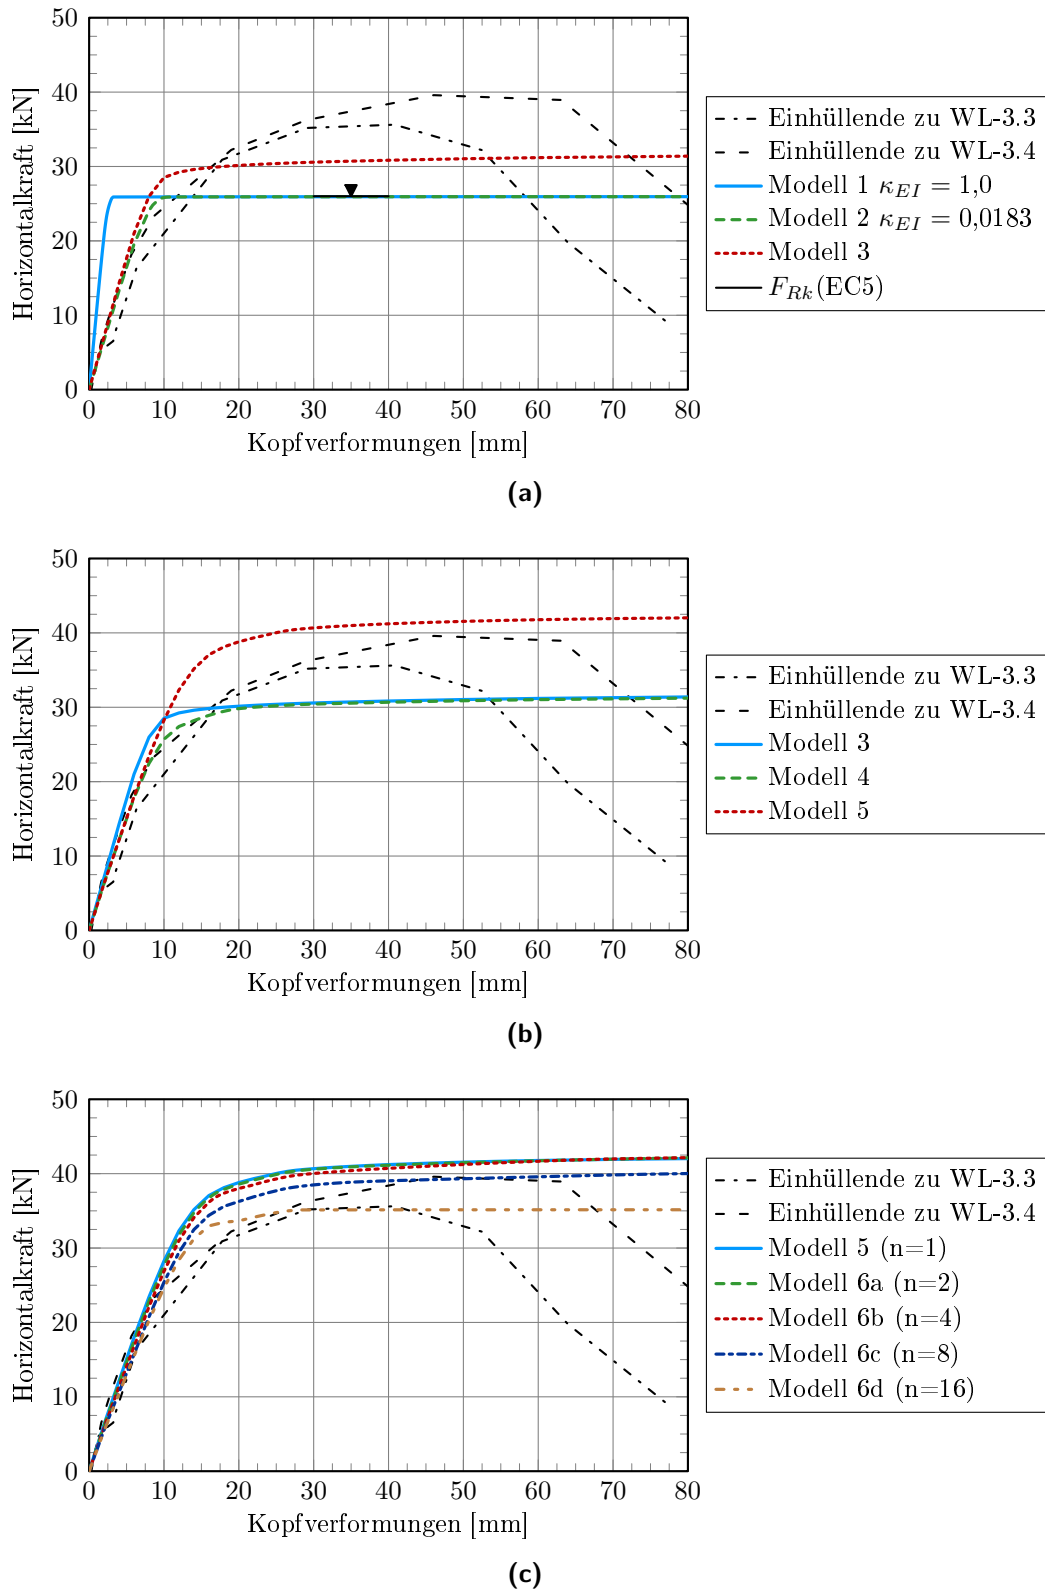 50
40
30
20
10
0
0 10 20 30 40 50 60 70 80
Horizontalkraft [kN]
Kopfverformungen [mm]
Einhüllende zu WL-3.3
Einhüllende zu WL-3.4
Modell 1 κ_EI = 1,0
Modell 2 κ_EI = 0,0183
Modell 3
F_Rk(EC5)
(a)
50
40
30
20
10
0
0 10 20 30 40 50 60 70 80
Horizontalkraft [kN]
Kopfverformungen [mm]
Einhüllende zu WL-3.3
Einhüllende zu WL-3.4
Modell 3
Modell 4
Modell 5
(b)
50
40
30
20
10
0
0 10 20 30 40 50 60 70 80
Horizontalkraft [kN]
Kopfverformungen [mm]
Einhüllende zu WL-3.3
Einhüllende zu WL-3.4
Modell 5 (n=1)
Modell 6a (n=2)
Modell 6b (n=4)
Modell 6c (n=8)
Modell 6d (n=16)
(c)